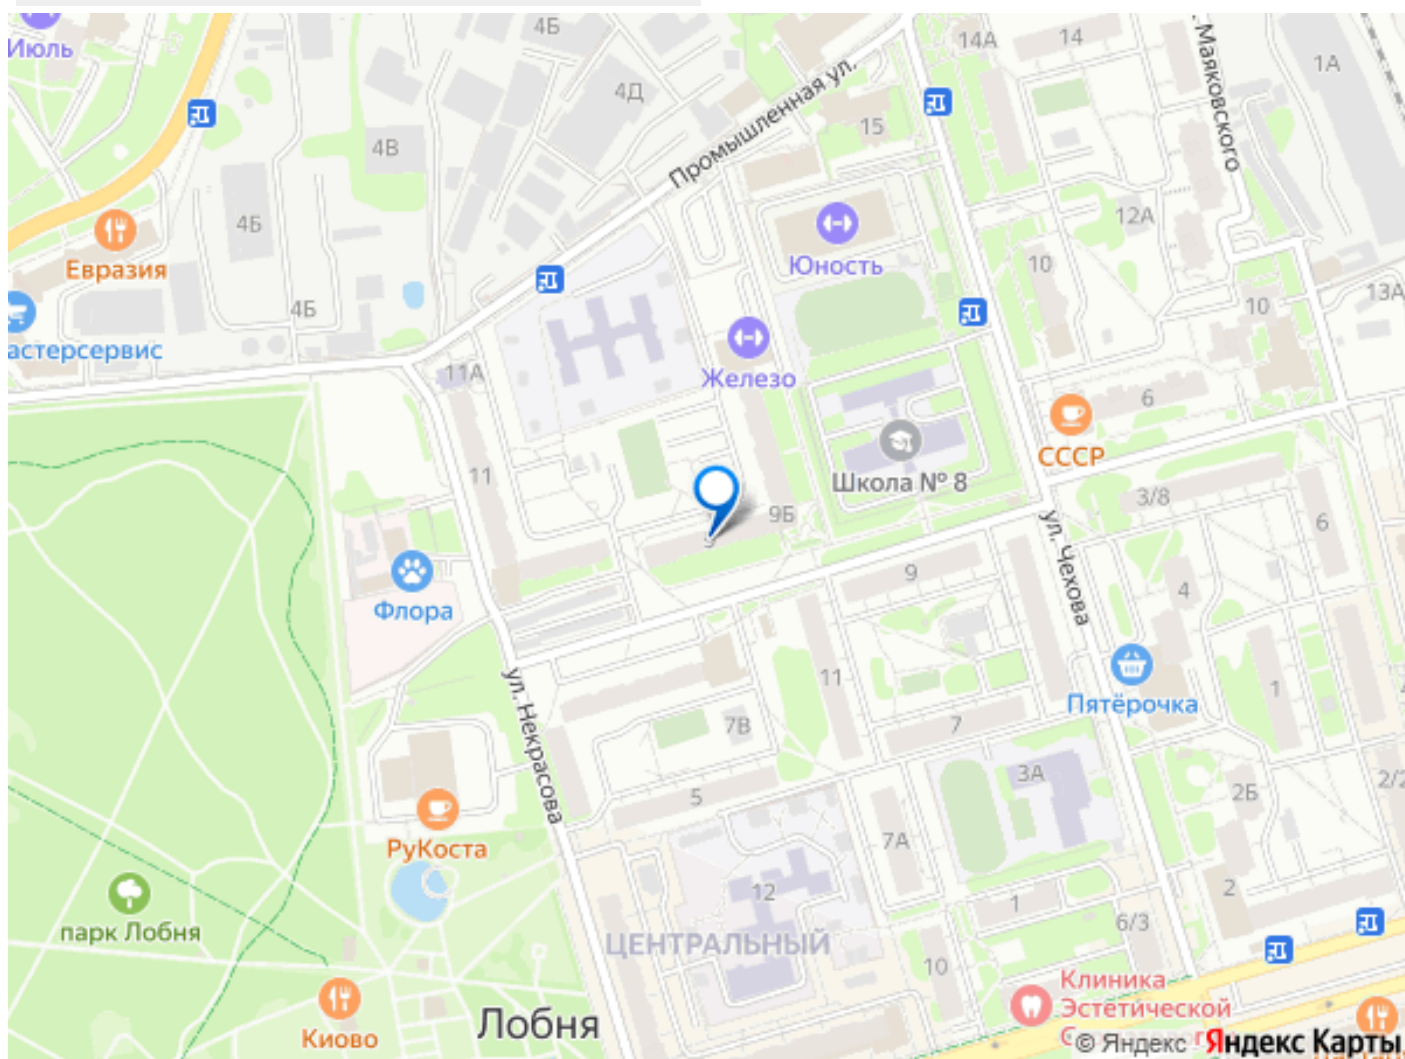 Июль
4Б
14А
14
ул. Маяковского
1А
4Д
Промышленная ул.
4В
15
4Б
Евразия
12А
Юность
10
4Б
10
13А
астерсервис
Железо
11А
6
СССР
Школа № 8
11
3/8
6
9Б
ул. Чехова
9
4
Флора
Пятёрочка
ул. Некрасова
11
1
7В
7
3А
5
2Б
2/2
РуКоста
7А
12
2
1
парк Лобня
6/3
ЦЕНТРАЛЬНЫЙ
10
Клиника
Эстетической
Лобня
Киово
© Яндекс
Яндекс Карты